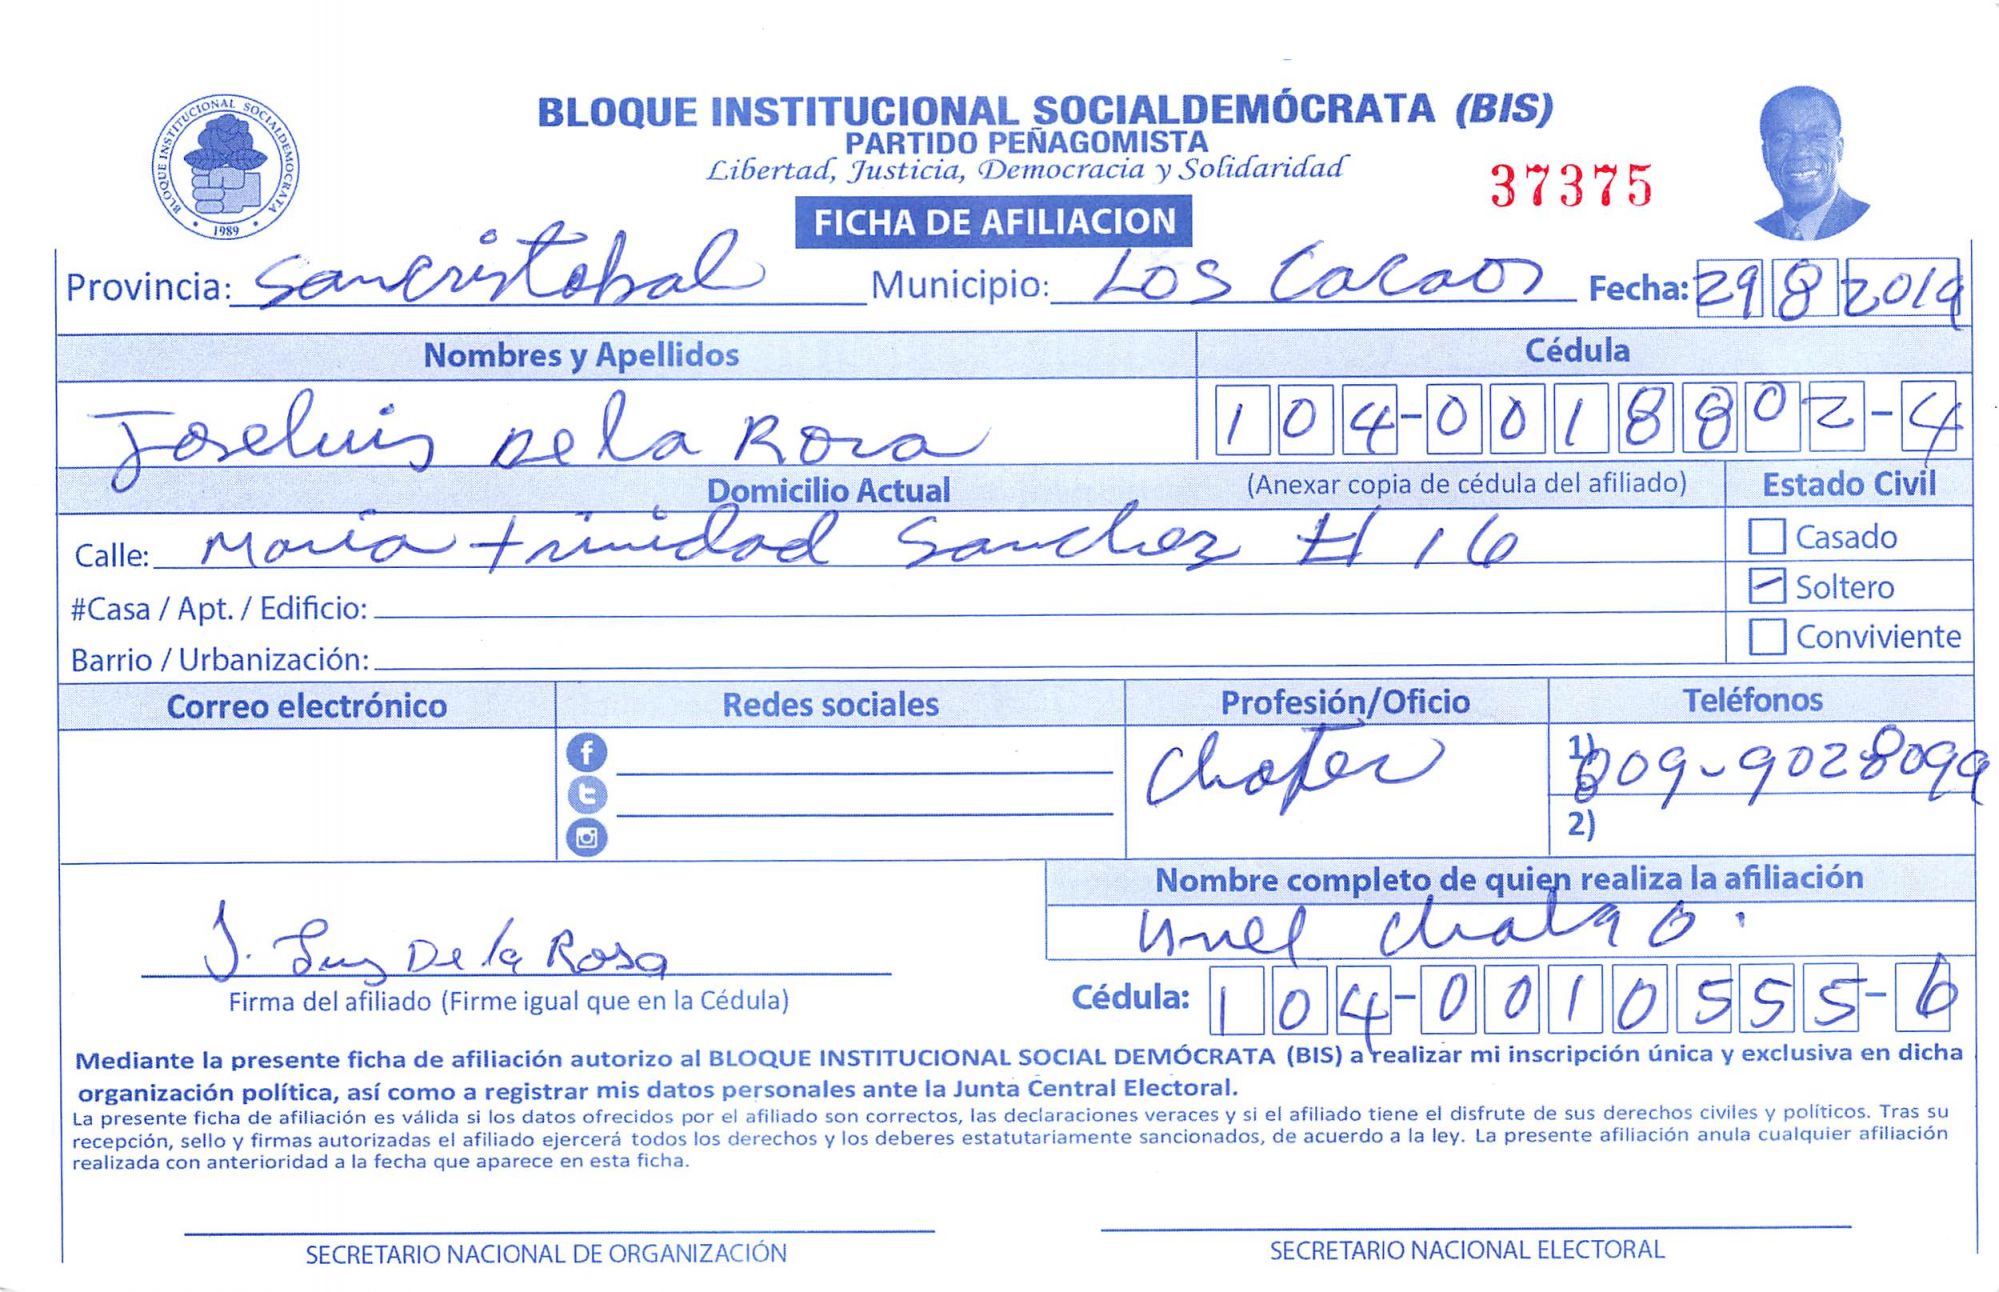 BLOQUE INSTITUCIONAL SOCIALDEMÓCRATA (BIS)
PARTIDO PEÑAGOMISTA
Libertad, Justicia, Democracia y Solidaridad
37375
BLOQUE INSTITUCIONAL SOCIALDEMOCRATA
1989
FICHA DE AFILIACION
Provincia: Sancristobal Municipio: Los Cacaos Fecha: 29 8 2019
Nombres y Apellidos Cédula
Joseluis De la Rosa 104-0018802-4
Domicilio Actual (Anexar copia de cédula del afiliado) Estado Civil
Calle: Maria trinidad Sanchez # 16
Casado
#Casa / Apt. / Edificio:
Soltero
Barrio / Urbanización:
Conviviente
Correo electrónico Redes sociales Profesión/Oficio Teléfonos
Chofer 1) 809-9028099
2)
Nombre completo de quien realiza la afiliación
J. Luis De la Rosa
Firma del afiliado (Firme igual que en la Cédula) Cédula: 104-0010555-6
Mediante la presente ficha de afiliación autorizo al BLOQUE INSTITUCIONAL SOCIAL DEMÓCRATA (BIS) a realizar mi inscripción única y exclusiva en dicha
organización política, así como a registrar mis datos personales ante la Junta Central Electoral.
La presente ficha de afiliación es válida si los datos ofrecidos por el afiliado son correctos, las declaraciones veraces y si el afiliado tiene el disfrute de sus derechos civiles y políticos. Tras su
recepción, sello y firmas autorizadas el afiliado ejercerá todos los derechos y los deberes estatutariamente sancionados, de acuerdo a la ley. La presente afiliación anula cualquier afiliación
realizada con anterioridad a la fecha que aparece en esta ficha.
SECRETARIO NACIONAL DE ORGANIZACIÓN SECRETARIO NACIONAL ELECTORAL